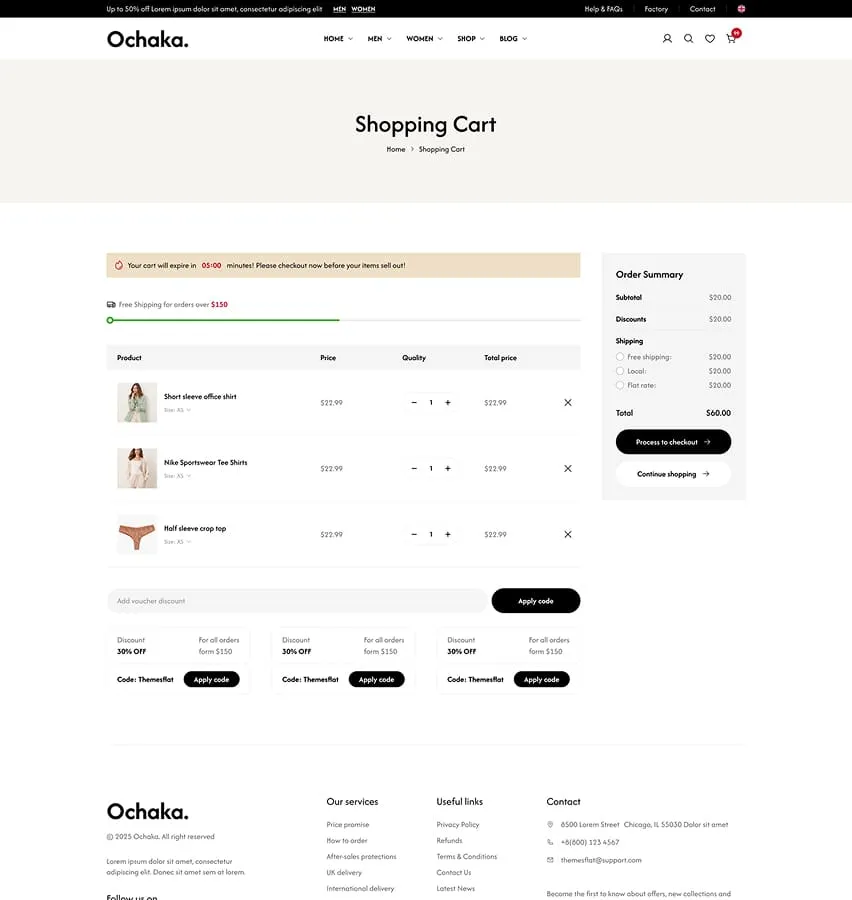 Up to 50% off Lorem ipsum dolor sit amet, consectetur adipiscing elit MEN WOMEN
Help & FAQs Factory Contact
Ochaka.
HOME MEN WOMEN SHOP BLOG
99
Shopping Cart
Home > Shopping Cart
Your cart will expire in 05:00 minutes! Please checkout now before your items sell out!
Free Shipping for orders over $150
Product Price Quality Total price
Short sleeve office shirt
Size: XS
$22.99 − 1 + $22.99
Nike Sportswear Tee Shirts
Size: XS
$22.99 − 1 + $22.99
Half sleeve crop top
Size: XS
$22.99 − 1 + $22.99
Add voucher discount
Apply code
Discount
30% OFF
For all orders
form $150
Code: Themesflat
Apply code
Discount
30% OFF
For all orders
form $150
Code: Themesflat
Apply code
Discount
30% OFF
For all orders
form $150
Code: Themesflat
Apply code
Order Summary
Subtotal $20.00
Discounts $20.00
Shipping
Free shipping: $20.00
Local: $20.00
Flat rate: $20.00
Total $60.00
Process to checkout
Continue shopping
Ochaka.
© 2025 Ochaka. All right reserved
Lorem ipsum dolor sit amet, consectetur
adipiscing elit. Donec sit amet sem at lorem.
Follow us on
Our services
Price promise
How to order
After-sales protections
UK delivery
International delivery
Useful links
Privacy Policy
Refunds
Terms & Conditions
Contact Us
Latest News
Contact
8500 Lorem Street Chicago, IL 55030 Dolor sit amet
+8(800) 123 4567
themesflat@support.com
Become the first to know about offers, new collections and